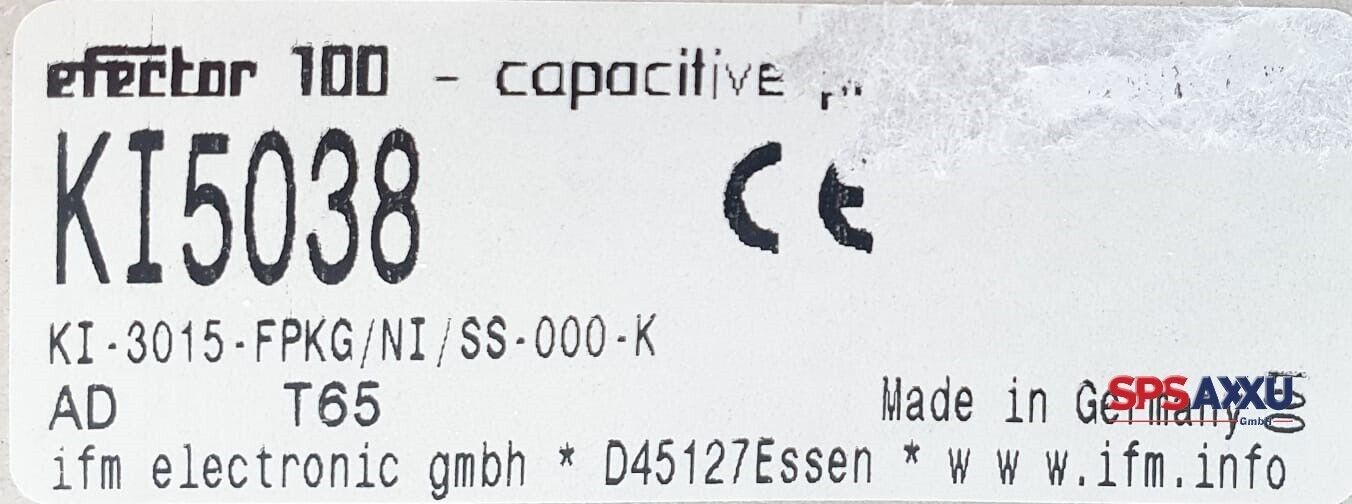 efector 100 - capacitive
KI5038
CE
KI-3015-FPKG/NI/SS-000-K
AD T65
Made in Germany
SPSAXXU
GmbH
ifm electronic gmbh * D45127Essen * w w w.ifm.info